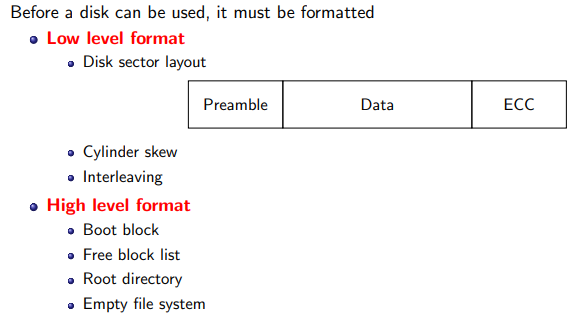 Before a disk can be used, it must be formatted
Low level format
Disk sector layout
Preamble Data ECC
Cylinder skew
Interleaving
High level format
Boot block
Free block list
Root directory
Empty file system